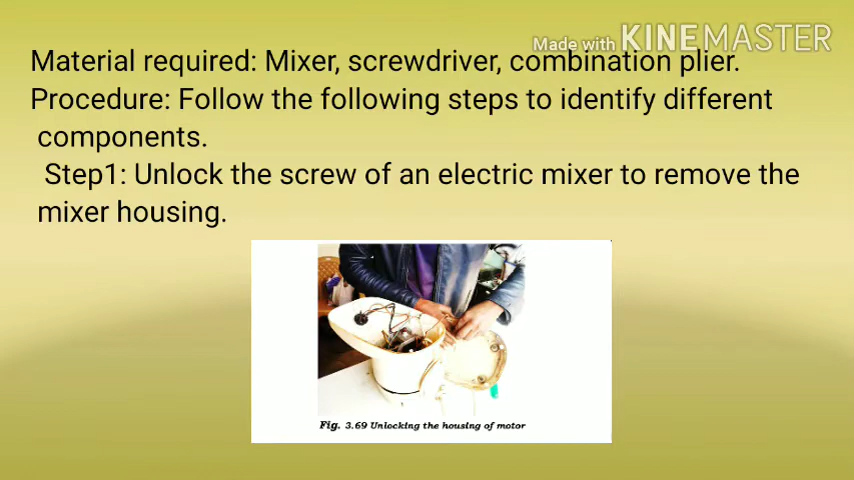 Made with KINEMASTER
Material required: Mixer, screwdriver, combination plier.
Procedure: Follow the following steps to identify different
components.
Step1: Unlock the screw of an electric mixer to remove the
mixer housing.
Fig. 3.69 Unlocking the housing of motor